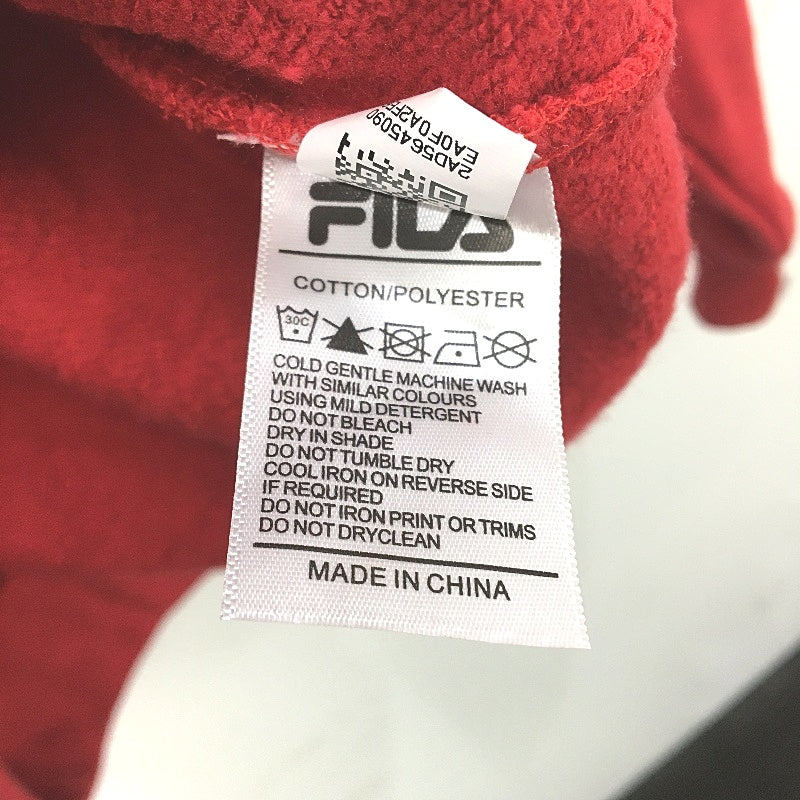 2AD5645090
EA0F0A2F
FILA
COTTON/POLYESTER
30C
COLD GENTLE MACHINE WASH
WITH SIMILAR COLOURS
USING MILD DETERGENT
DO NOT BLEACH
DRY IN SHADE
DO NOT TUMBLE DRY
COOL IRON ON REVERSE SIDE
IF REQUIRED
DO NOT IRON PRINT OR TRIMS
DO NOT DRYCLEAN
MADE IN CHINA